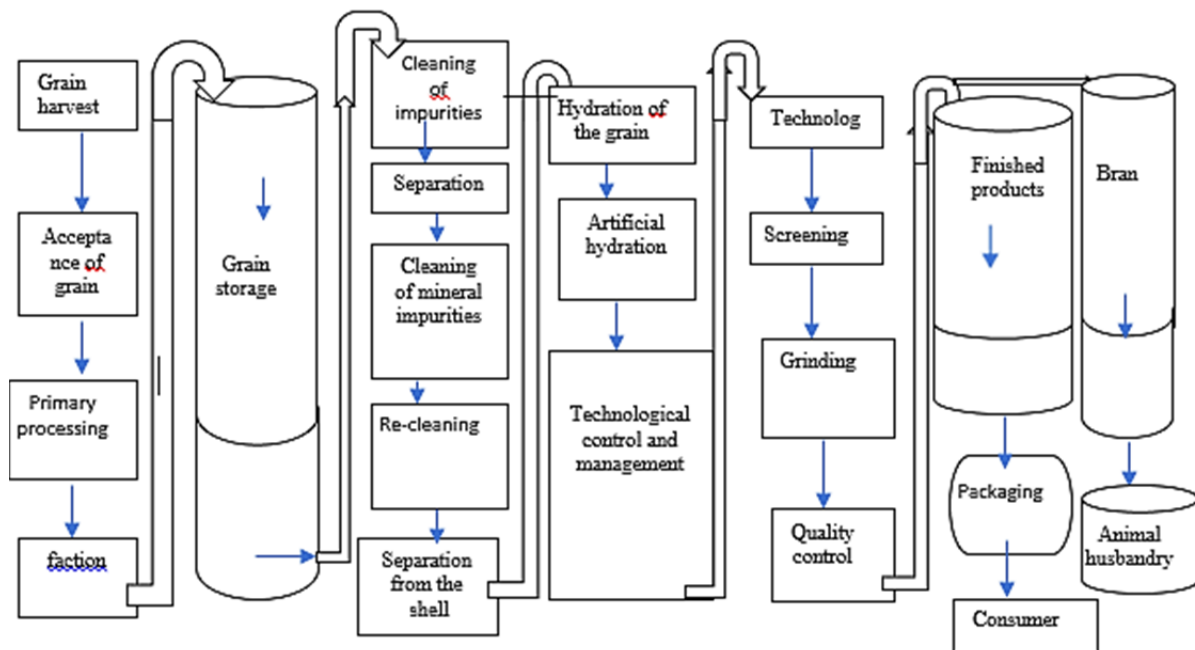 Grain
harvest
Accepta
nce of
grain
Primary
processing
faction
Grain
storage
Cleaning
of
impurities
Separation
Cleaning
of mineral
impurities
Re-cleaning
Separation
from the
shell
Hydration of
the grain
Artificial
hydration
Technological
control and
management
Technolog
Screening
Grinding
Quality
control
Finished
products
Packaging
Consumer
Bran
Animal
husbandry